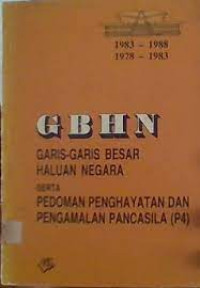 1983 - 1988
1978 - 1983
GBHN
GARIS-GARIS BESAR
HALUAN NEGARA
SERTA
PEDOMAN PENGHAYATAN DAN
PENGAMALAN PANCASILA (P4)